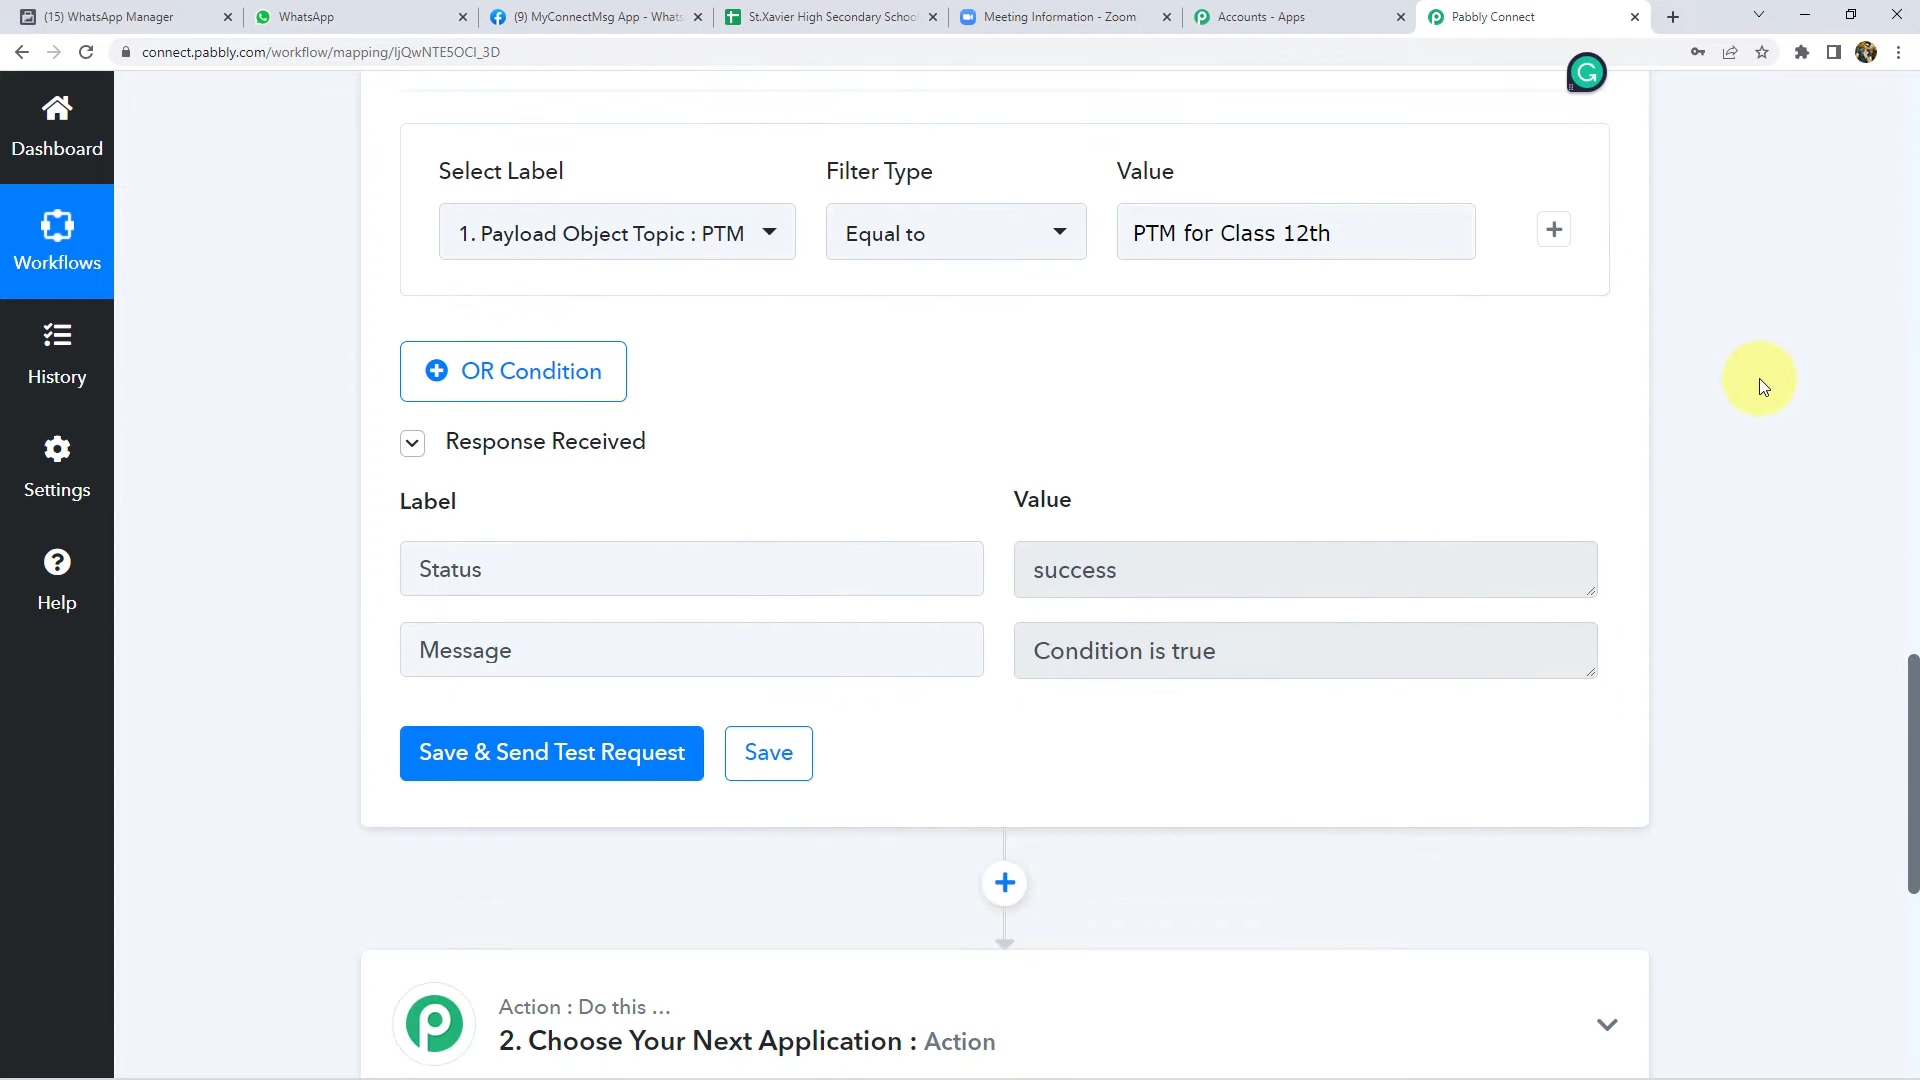 (15) WhatsApp Manager
WhatsApp
(9) MyConnectMsg App - Whats
St.Xavier High Secondary School
Meeting Information - Zoom
Accounts - Apps
Pabbly Connect
connect.pabbly.com/workflow/mapping/IjQwNTE5OCI_3D
Dashboard
Workflows
History
Settings
Help
Select Label
Filter Type
Value
1. Payload Object Topic : PTM
Equal to
PTM for Class 12th
OR Condition
Response Received
Label
Value
Status
success
Message
Condition is true
Save & Send Test Request
Save
Action : Do this ...
2. Choose Your Next Application : Action